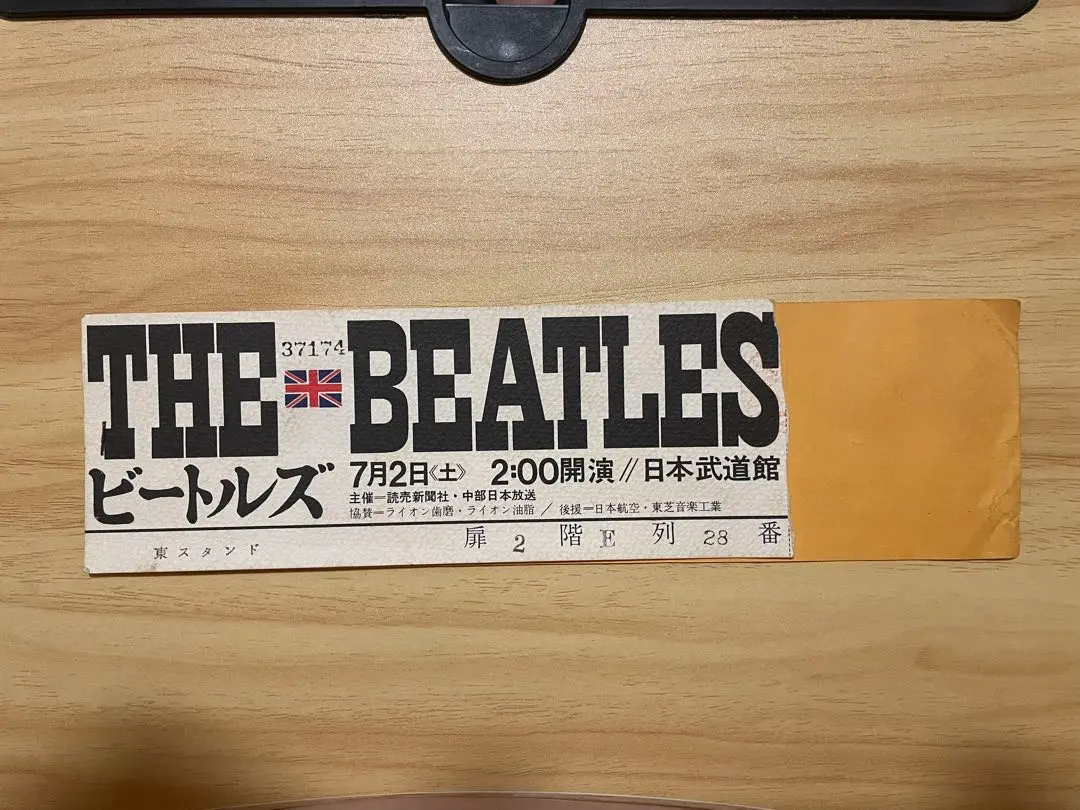 THE BEATLES
37174
ビートルズ
7月2日《土》 2:00開演//日本武道館
主催=読売新聞社・中部日本放送
協賛=ライオン歯磨・ライオン油脂/後援=日本航空・東芝音楽工業
東スタンド 扉 2 階 E 列 28 番